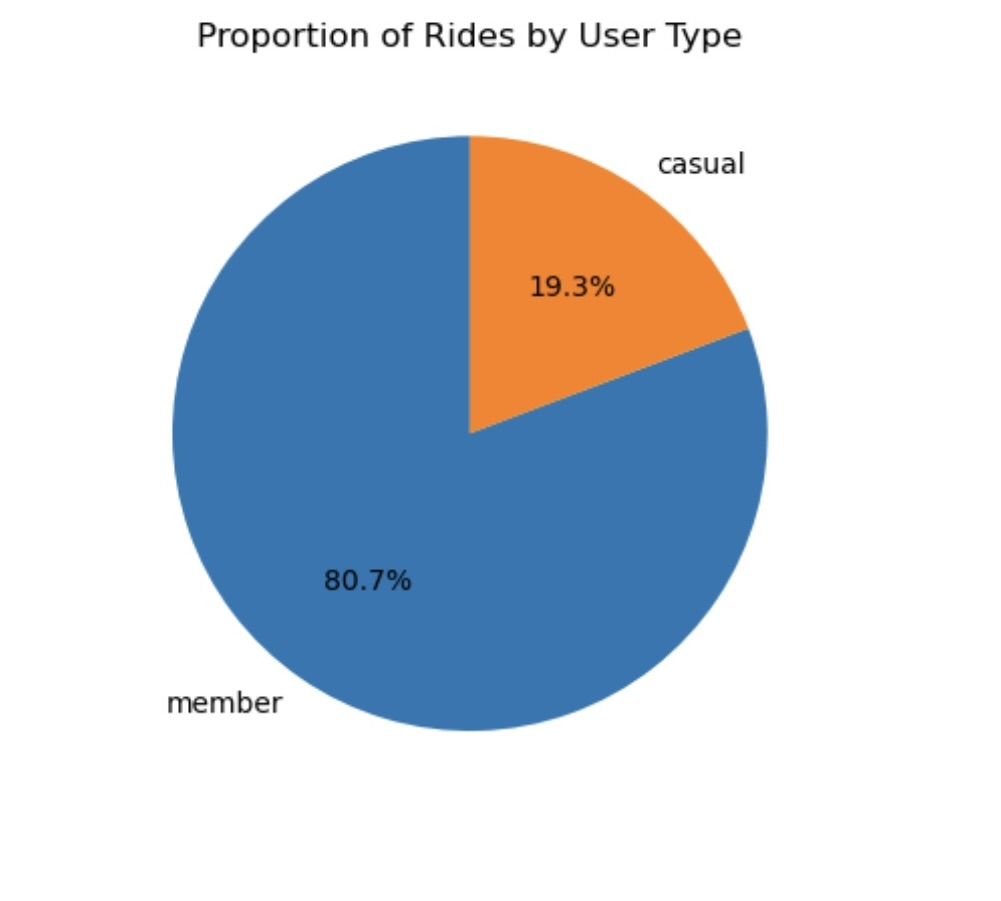 Proportion of Rides by User Type
casual
19.3%
80.7%
member